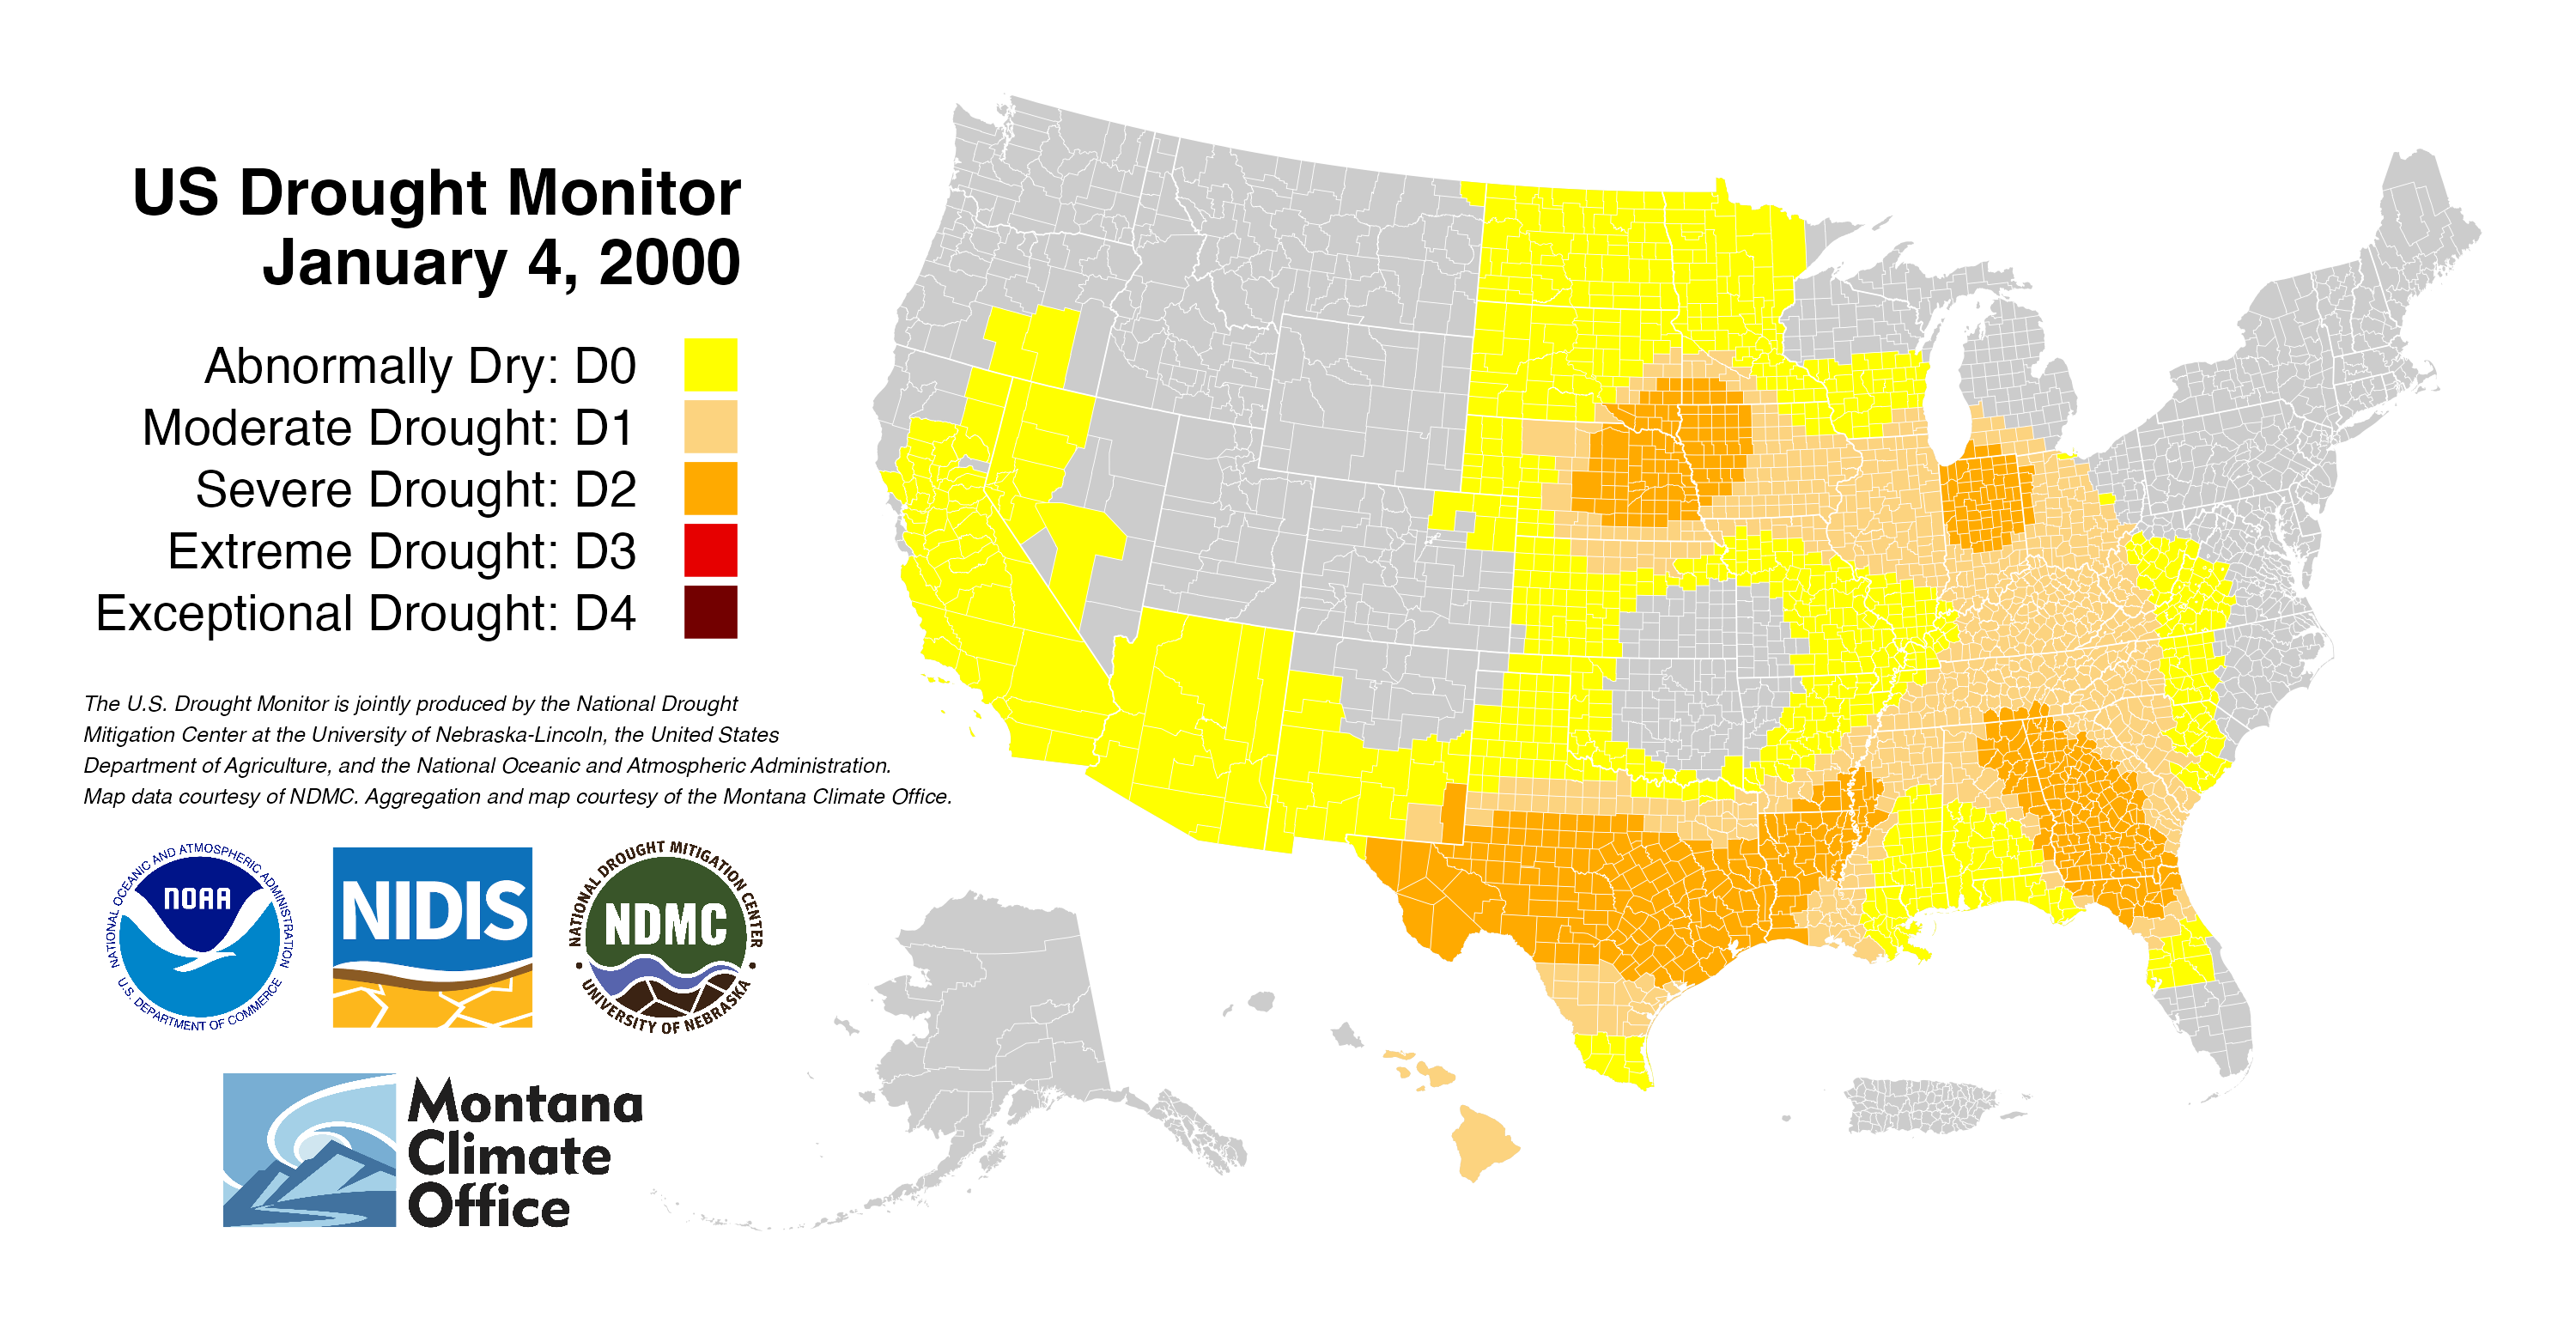 US Drought Monitor
January 4, 2000
Abnormally Dry: D0
Moderate Drought: D1
Severe Drought: D2
Extreme Drought: D3
Exceptional Drought: D4
The U.S. Drought Monitor is jointly produced by the National Drought
Mitigation Center at the University of Nebraska-Lincoln, the United States
Department of Agriculture, and the National Oceanic and Atmospheric Administration.
Map data courtesy of NDMC. Aggregation and map courtesy of the Montana Climate Office.
NATIONAL OCEANIC AND ATMOSPHERIC ADMINISTRATION
NOAA
U.S. DEPARTMENT OF COMMERCE
NIDIS
NATIONAL DROUGHT MITIGATION CENTER
NDMC
UNIVERSITY OF NEBRASKA
Montana
Climate
Office